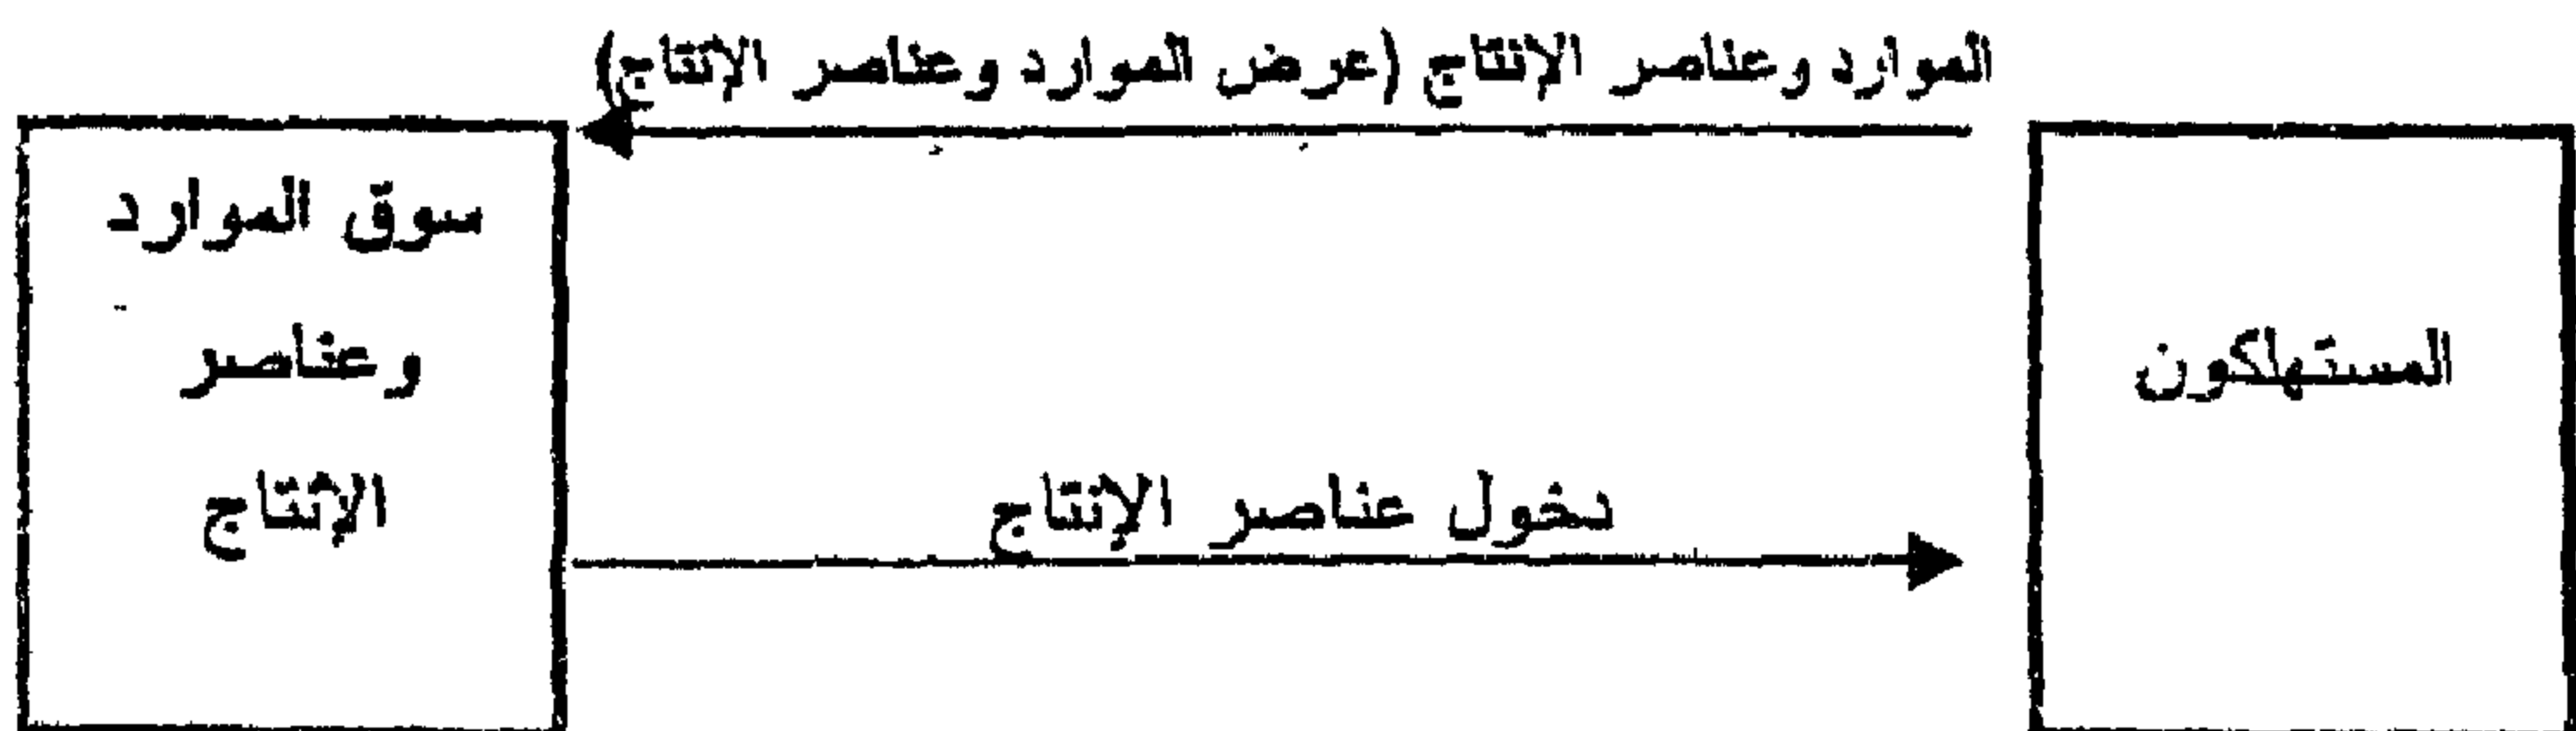 الموارد وعناصر الإنتاج (عرض الموارد وعناصر الإنتاج)
المستهلكون
سوق الموارد
وعناصر
الإنتاج
دخول عناصر الإنتاج